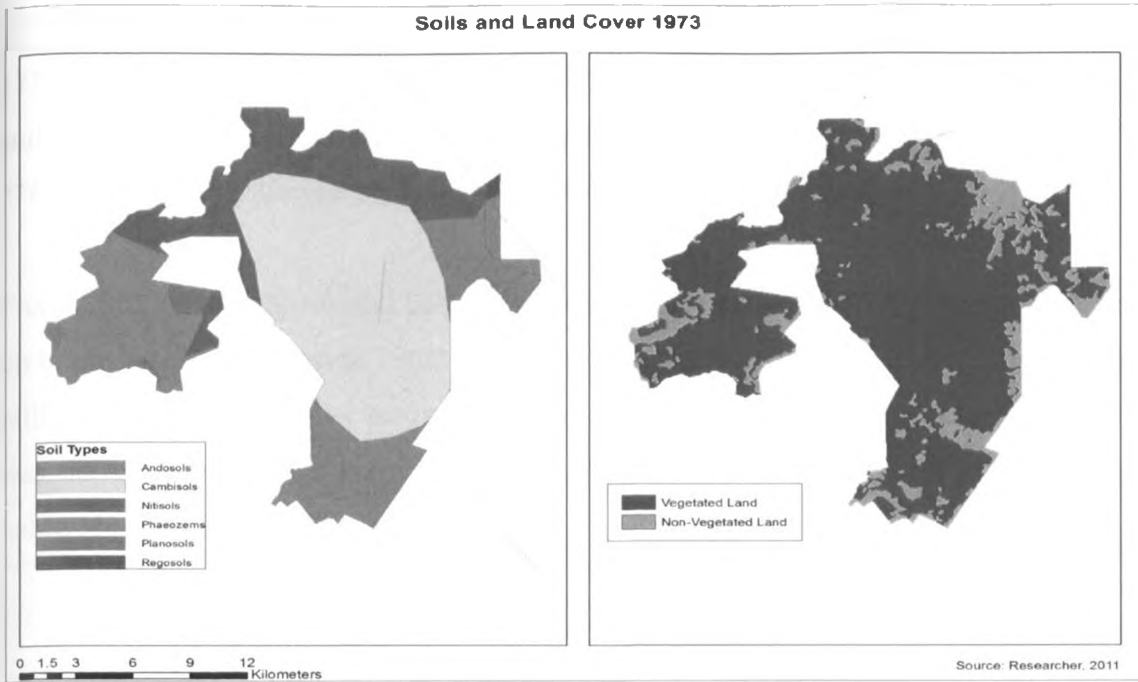 Soils and Land Cover 1973
Soil Types
Andosols
Cambisols
Nitisols
Phaeozems
Planosols
Regosols
Vegetated Land
Non-Vegetated Land
0 1.5 3 6 9 12
Kilometers
Source: Researcher, 2011